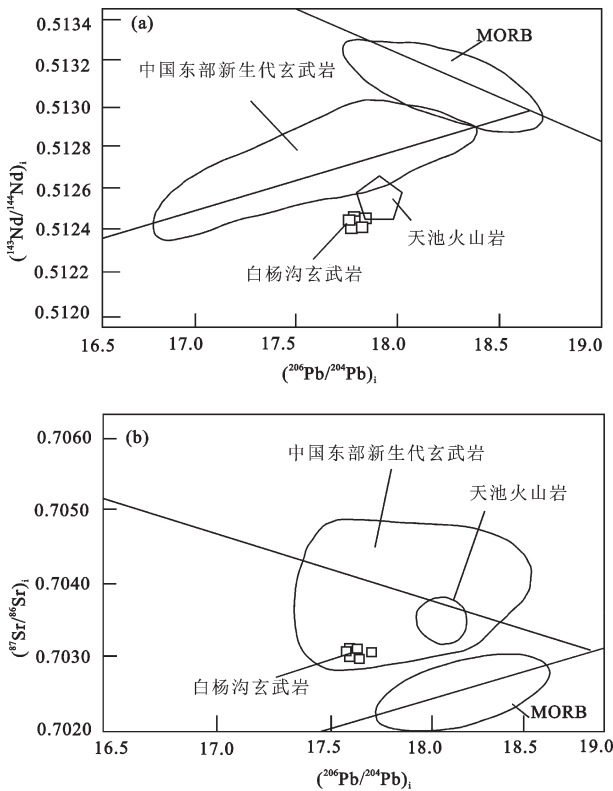 (a)
MORB
中国东部新生代玄武岩
天池火山岩
白杨沟玄武岩
0.5134
0.5132
0.5130
0.5128
0.5126
0.5124
0.5122
0.5120
(¹⁴³Nd/¹⁴⁴Nd)ᵢ
16.5 17.0 17.5 18.0 18.5 19.0
(²⁰⁶Pb/²⁰⁴Pb)ᵢ
(b)
中国东部新生代玄武岩
天池火山岩
白杨沟玄武岩
MORB
0.7060
0.7050
0.7040
0.7030
0.7020
(⁸⁷Sr/⁸⁶Sr)ᵢ
16.5 17.0 17.5 18.0 18.5 19.0
(²⁰⁶Pb/²⁰⁴Pb)ᵢ